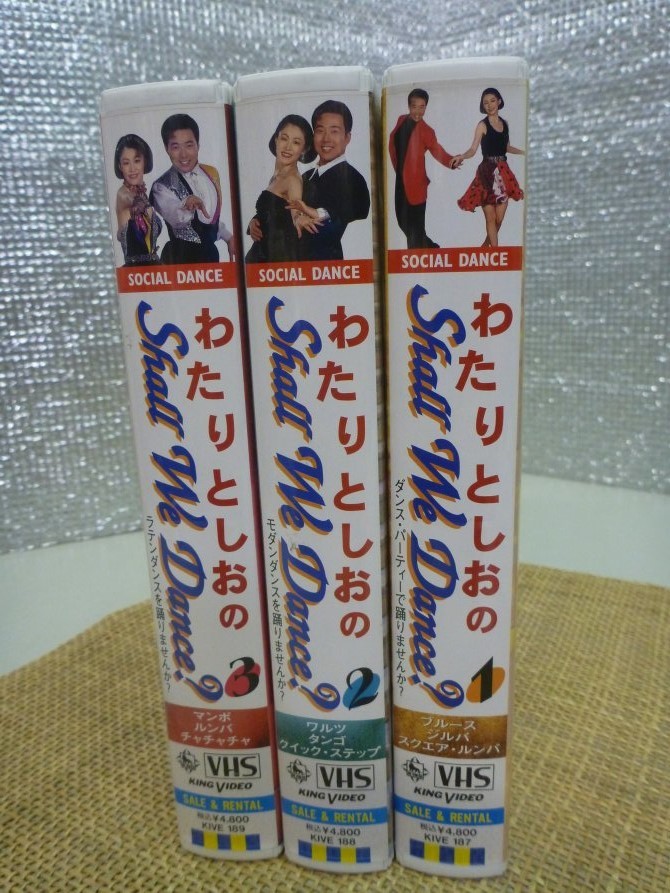 SOCIAL DANCE
わたりとしおの
Shall We Dance?
ラテンダンスを踊りませんか?
3
マンボ
ルンバ
チャチャチャ
VHS
KING VIDEO
SALE & RENTAL
税込¥4,800
KIVE 189
SOCIAL DANCE
わたりとしおの
Shall We Dance?
モダンダンスを踊りませんか?
2
ワルツ
タンゴ
クイック・ステップ
VHS
KING VIDEO
SALE & RENTAL
税込¥4,800
KIVE 188
SOCIAL DANCE
わたりとしおの
Shall We Dance?
ダンス・パーティーで踊りませんか?
1
ブルース
ジルバ
スクエア・ルンバ
VHS
KING VIDEO
SALE & RENTAL
税込¥4,800
KIVE 187